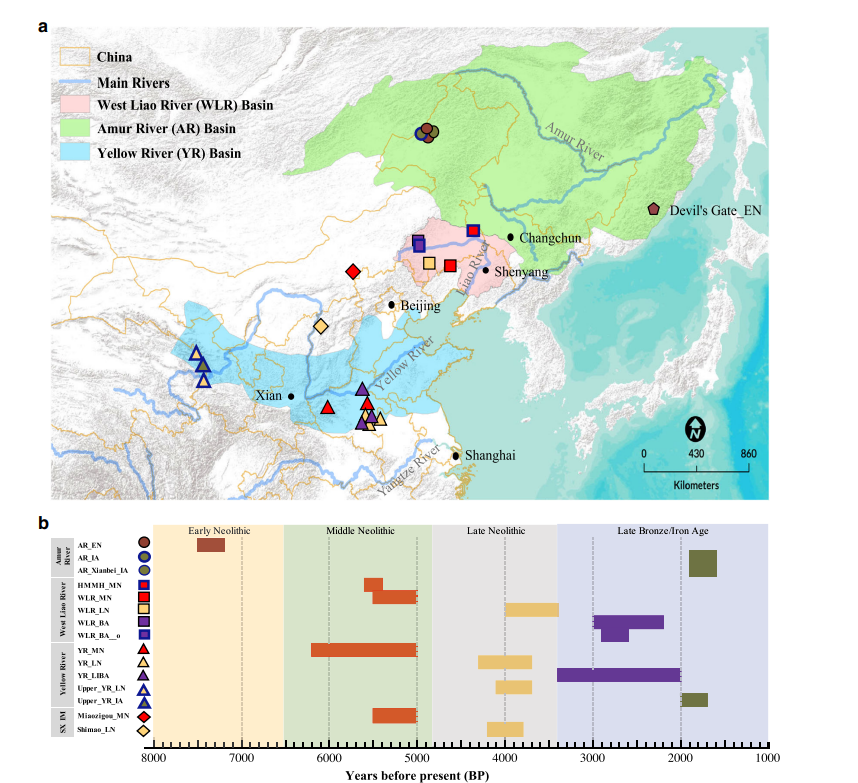 a
China
Main Rivers
West Liao River (WLR) Basin
Amur River (AR) Basin
Yellow River (YR) Basin
Amur River
Devil's Gate_EN
Changchun
Liao River
Shenyang
Beijing
Yellow River
Xian
Shanghai
Yangtze River
N
0 430 860
Kilometers
b
Early Neolithic Middle Neolithic Late Neolithic Late Bronze/Iron Age
Amur
River
AR_EN
AR_IA
AR_Xianbei_IA
West Liao River
HMMH_MN
WLR_MN
WLR_LN
WLR_BA
WLR_BA_o
Yellow River
YR_MN
YR_LN
YR_LIBA
Upper_YR_LN
Upper_YR_IA
SX IM
Miaozigou_MN
Shimao_LN
8000 7000 6000 5000 4000 3000 2000 1000
Years before present (BP)